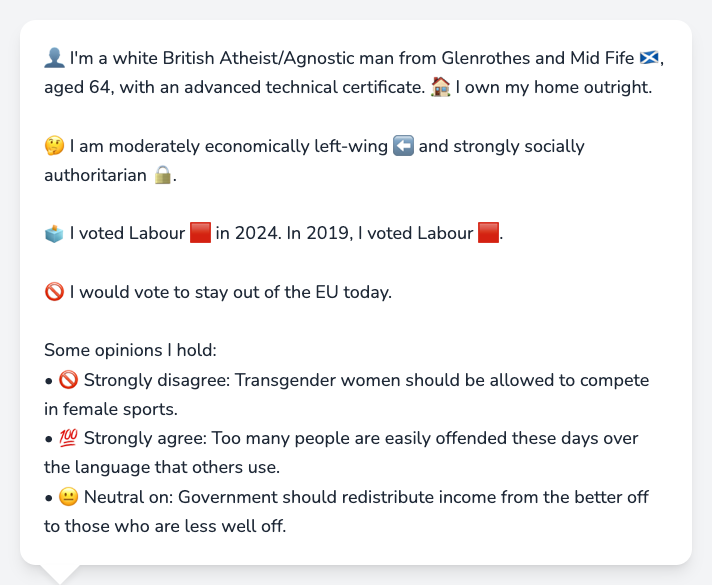 👤 I'm a white British Atheist/Agnostic man from Glenrothes and Mid Fife 🏴󠁧󠁢󠁳󠁣󠁴󠁿,
aged 64, with an advanced technical certificate. 🏠 I own my home outright.
🤔 I am moderately economically left-wing ⬅️ and strongly socially
authoritarian 🔒.
🗳️ I voted Labour 🟥 in 2024. In 2019, I voted Labour 🟥.
🚫 I would vote to stay out of the EU today.
Some opinions I hold:
• 🚫 Strongly disagree: Transgender women should be allowed to compete
in female sports.
• 💯 Strongly agree: Too many people are easily offended these days over
the language that others use.
• 😐 Neutral on: Government should redistribute income from the better off
to those who are less well off.